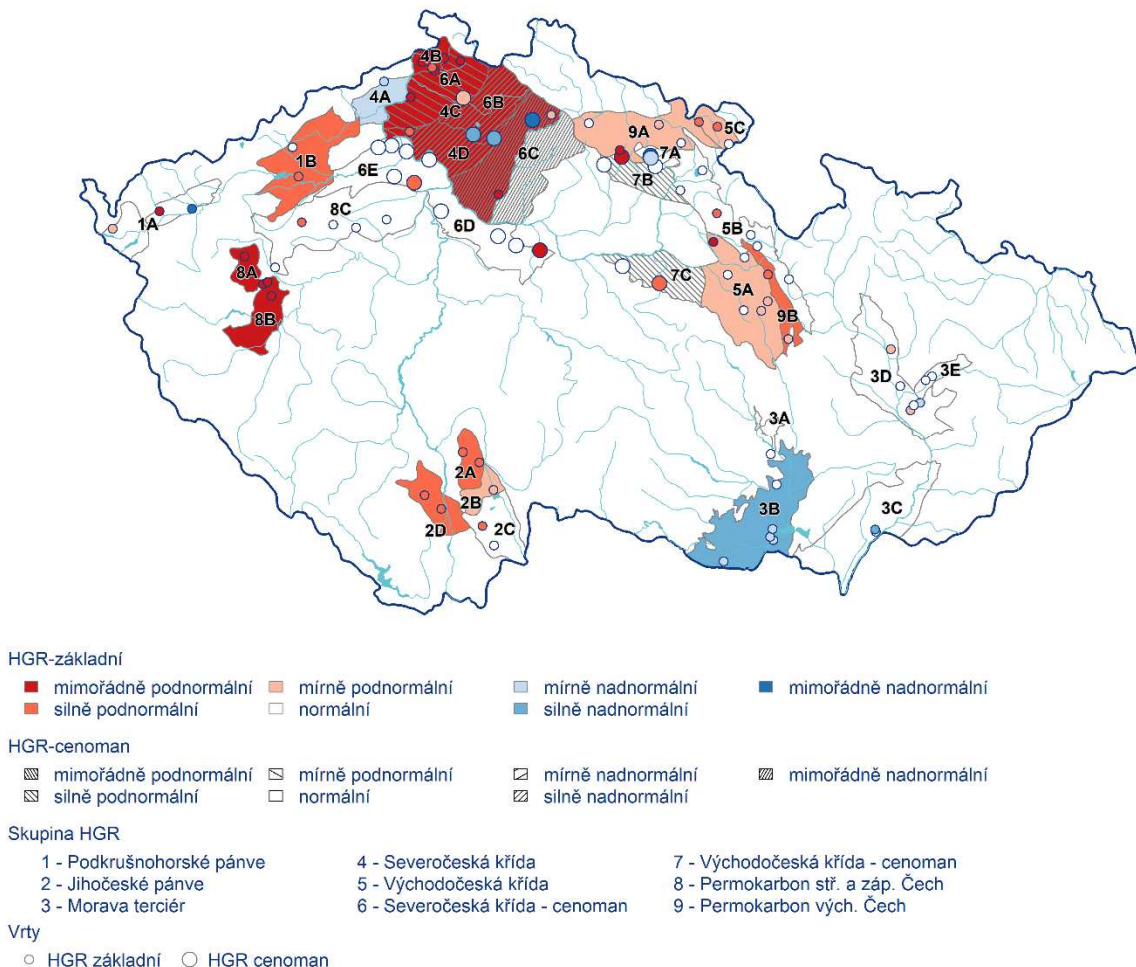 4B
6A
4A
4C
6B
9A
5C
4D
6C
7A
1B
6E
7B
8C
6D
5B
1A
8A
7C
5A
8B
9B
3D
3E
3A
2A
2B
3B
3C
2D
2C
HGR-základní
mimořádně podnormální mírně podnormální mírně nadnormální mimořádně nadnormální
silně podnormální normální silně nadnormální
HGR-cenoman
mimořádně podnormální mírně podnormální mírně nadnormální mimořádně nadnormální
silně podnormální normální silně nadnormální
Skupina HGR
1 - Podkrušnohorské pánve 4 - Severočeská křída 7 - Východočeská křída - cenoman
2 - Jihočeské pánve 5 - Východočeská křída 8 - Permokarbon stř. a záp. Čech
3 - Morava terciér 6 - Severočeská křída - cenoman 9 - Permokarbon vých. Čech
Vrty
HGR základní HGR cenoman